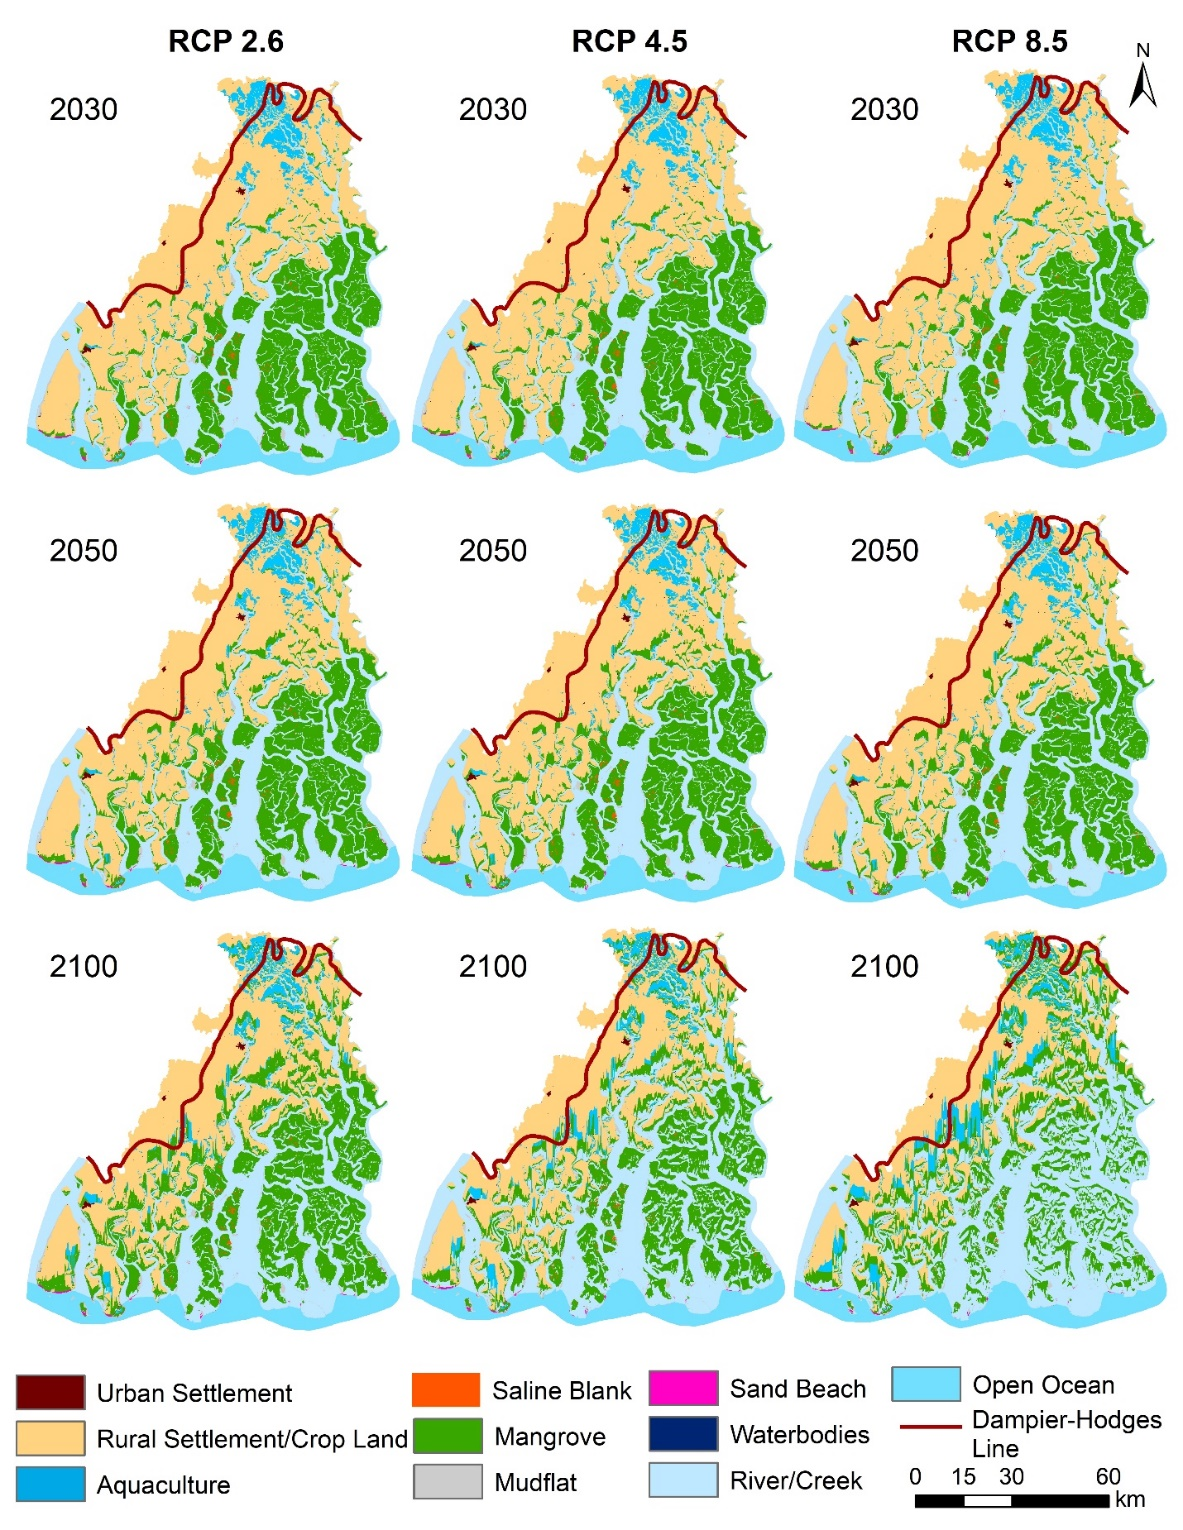 RCP 2.6
RCP 4.5
RCP 8.5
N
2030
2030
2030
2050
2050
2050
2100
2100
2100
Urban Settlement
Rural Settlement/Crop Land
Aquaculture
Saline Blank
Mangrove
Mudflat
Sand Beach
Waterbodies
River/Creek
Open Ocean
Dampier-Hodges
Line
0 15 30 60
km